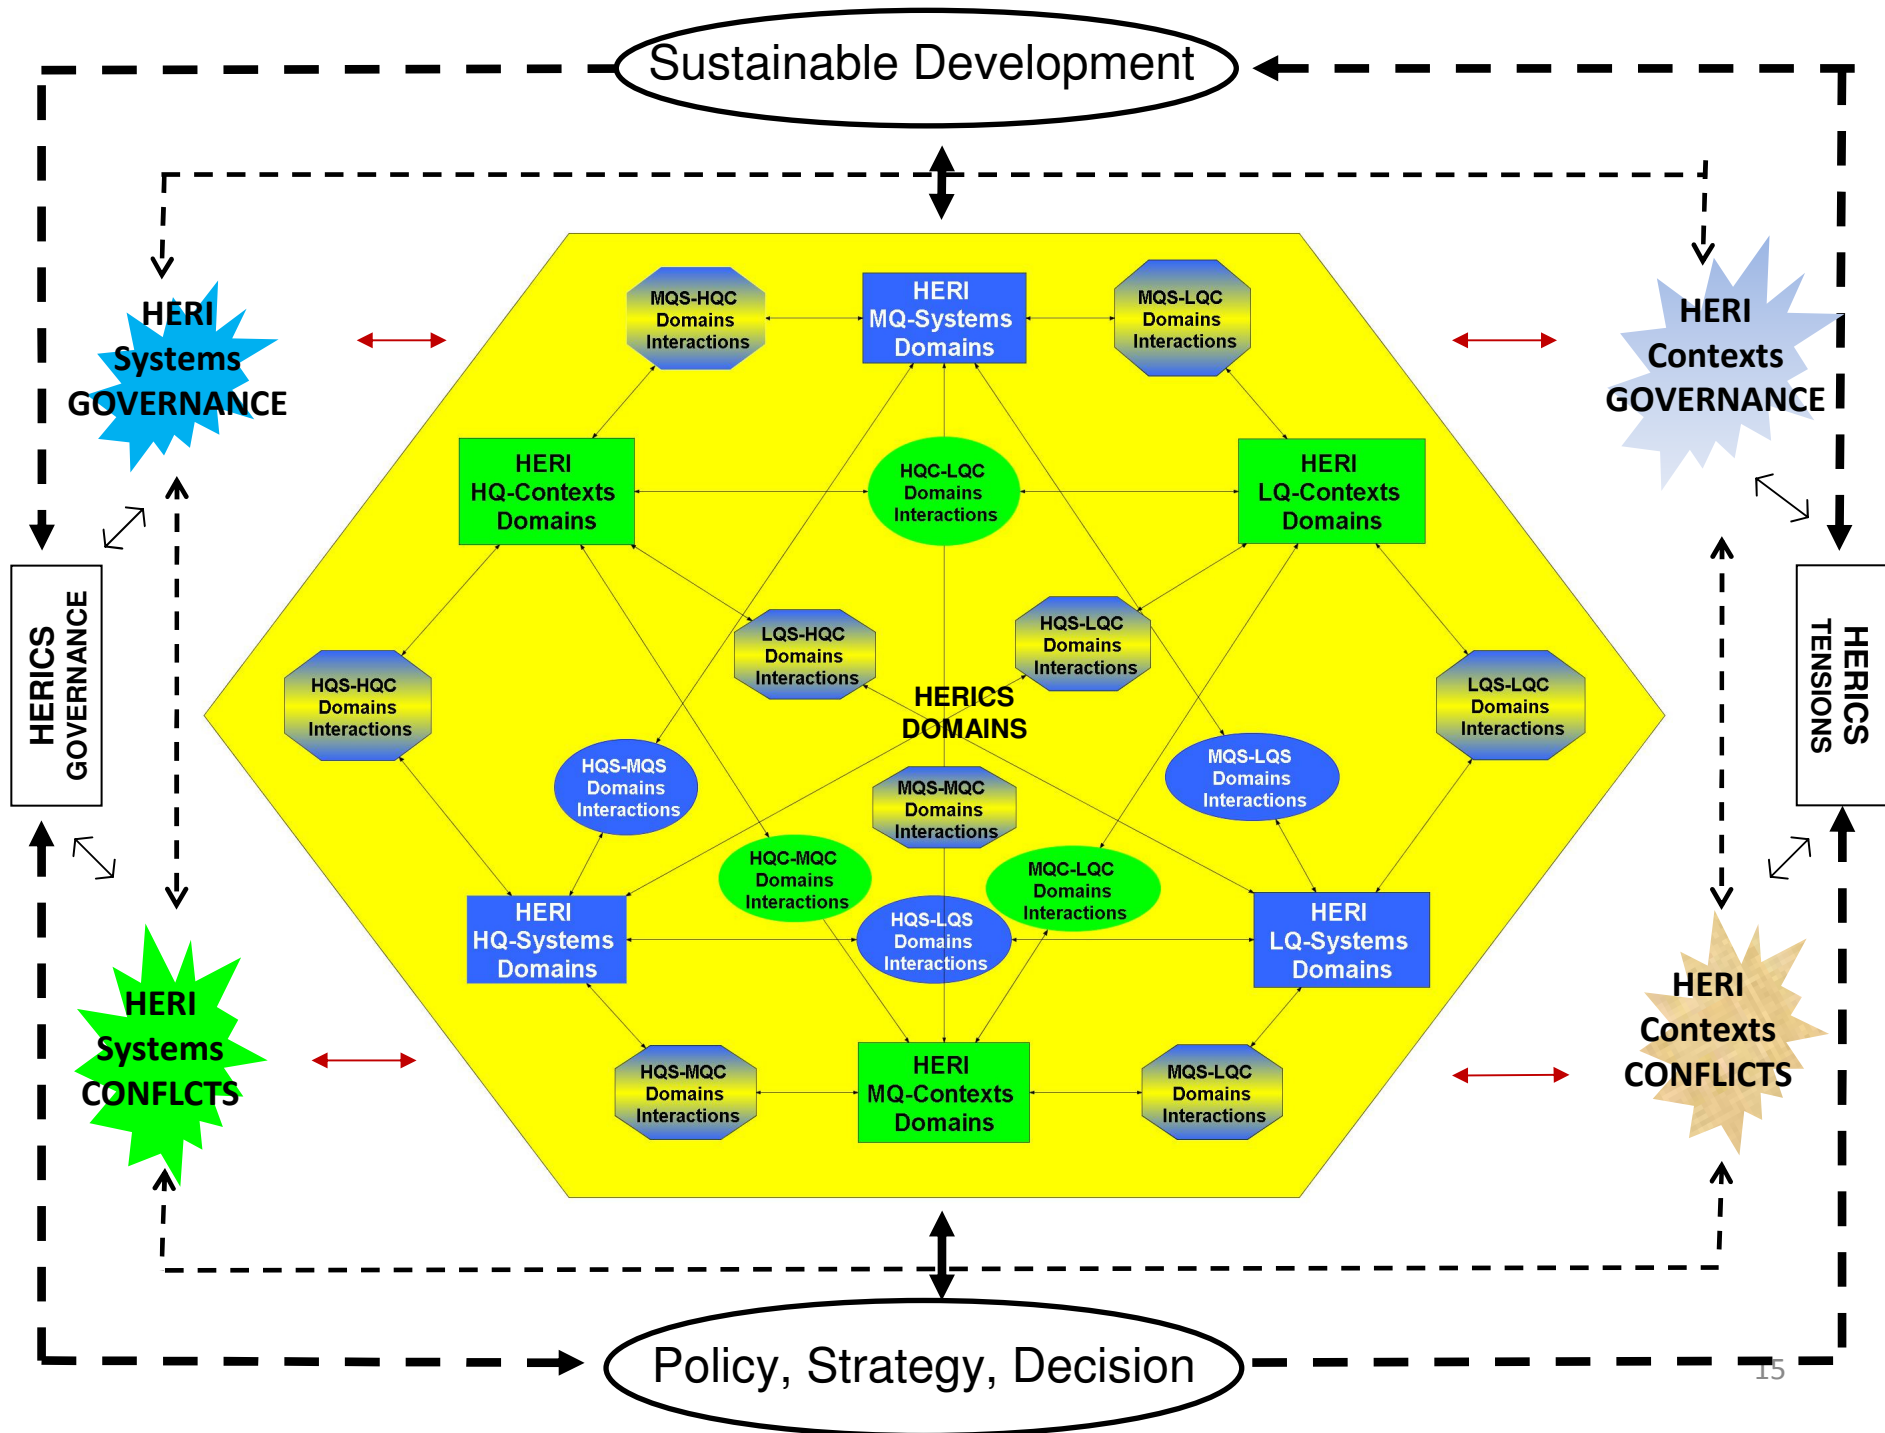 Sustainable Development
HERI
Systems
GOVERNANCE
HERI
Contexts
GOVERNANCE
MQS-HQC
Domains
Interactions
HERI
MQ-Systems
Domains
MQS-LQC
Domains
Interactions
HERI
HQ-Contexts
Domains
HQC-LQC
Domains
Interactions
HERI
LQ-Contexts
Domains
HERICS
GOVERNANCE
HERICS
TENSIONS
LQS-HQC
Domains
Interactions
HQS-LQC
Domains
Interactions
HQS-HQC
Domains
Interactions
HERICS
DOMAINS
LQS-LQC
Domains
Interactions
HQS-MQS
Domains
Interactions
MQS-MQC
Domains
Interactions
MQS-LQS
Domains
Interactions
HQC-MQC
Domains
Interactions
MQC-LQC
Domains
Interactions
HERI
HQ-Systems
Domains
HQS-LQS
Domains
Interactions
HERI
LQ-Systems
Domains
HERI
Systems
CONFLCTS
HERI
Contexts
CONFLICTS
HQS-MQC
Domains
Interactions
HERI
MQ-Contexts
Domains
MQS-LQC
Domains
Interactions
Policy, Strategy, Decision
15